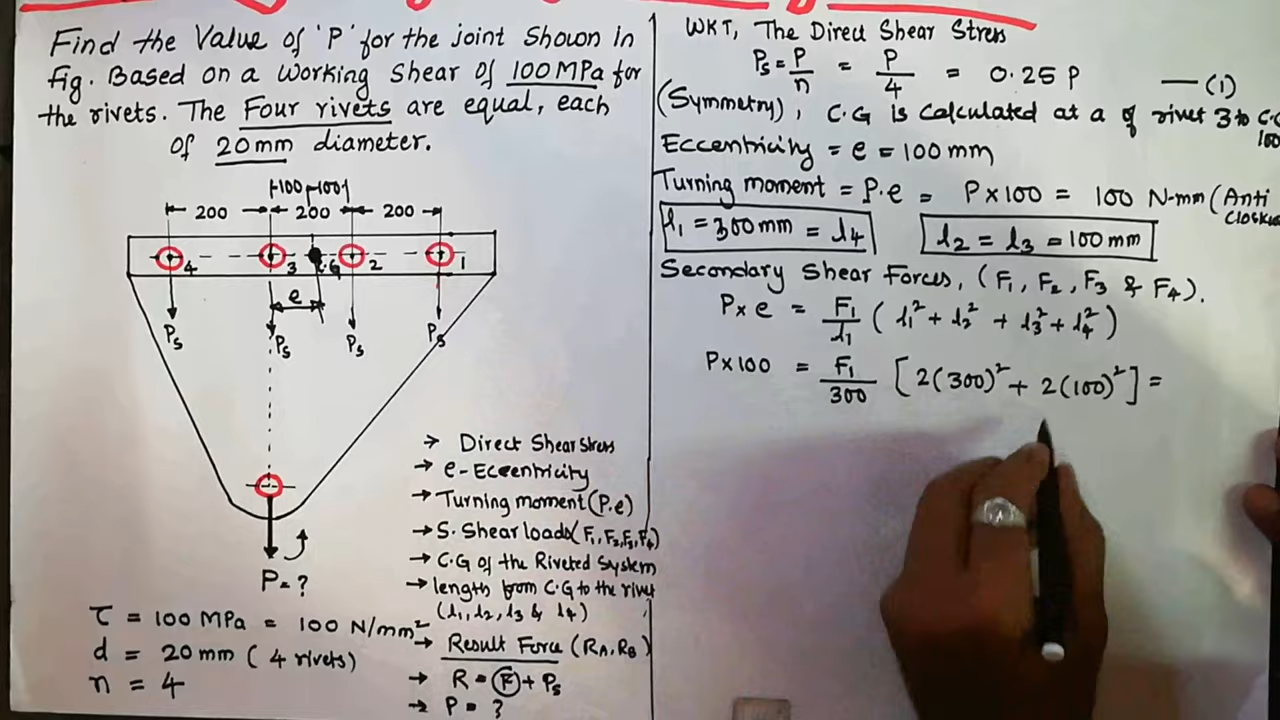 Find the Value of 'P' for the joint Shown in
fig. Based on a Working Shear of 100MPa for
the rivets. The Four rivets are equal, each
of 20mm diameter.
100 100
200 200 200
4 3 C.G 2 1
e
Ps Ps Ps Ps
P=?
τ = 100 MPa = 100 N/mm²
d = 20mm (4 rivets)
n = 4
→ Direct Shear Stress
→ e-Eccentricity
→ Turning moment (P.e)
→ S. Shear loads (F1, F2, F3, F4)
→ C.G of the Riveted System
→ length from C.G to the rivet
(l1, l2, l3 & l4)
→ Result Force (RA, RB)
→ R = F + Ps
→ P = ?
WKT, The Direct Shear Stress
Ps = P/n = P/4 = 0.25 P — (1)
(Symmetry), C.G is Calculated at a of rivet 3 to C.G
100
Eccentricity = e = 100 mm
Turning moment = P.e = P×100 = 100 N-mm (Anti
l1 = 300mm = l4 l2 = l3 = 100 mm
Secondary Shear Forces, (F1, F2, F3 & F4).
P×e = F1/l1 (l1² + l2² + l3² + l4²)
P×100 = F1/300 [2(300)² + 2(100)²] =